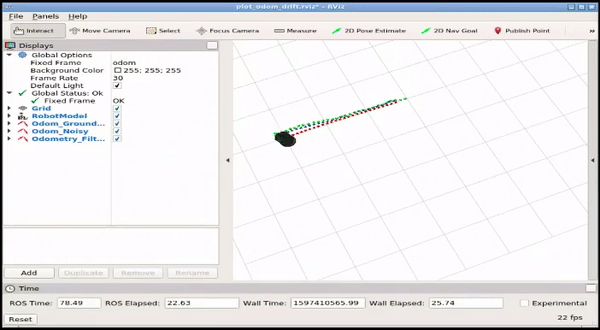 plot_odom_drift.rviz* - RViz
File Panels Help
Interact Move Camera Select Focus Camera Measure 2D Pose Estimate 2D Nav Goal Publish Point »
Displays
Global Options
Fixed Frame odom
Background Color 255; 255; 255
Frame Rate 30
Default Light
Global Status: Ok
Fixed Frame OK
Grid
RobotModel
Odom_Ground...
Odom_Noisy
Odometry_Filt...
Add Duplicate Remove Rename
Time
ROS Time: 78.49 ROS Elapsed: 22.63 Wall Time: 1597410565.99 Wall Elapsed: 25.74 Experimental
Reset 22 fps